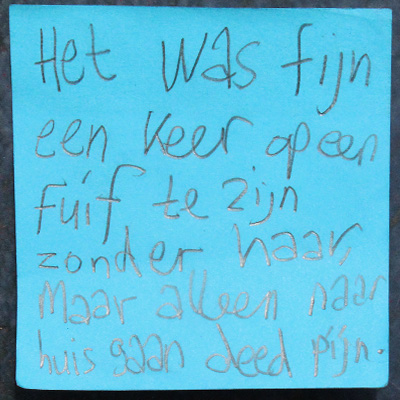 Het was fijn
een keer op een
fuif te zijn
zonder haar,
Maar alleen naar
huis gaan deed pijn.